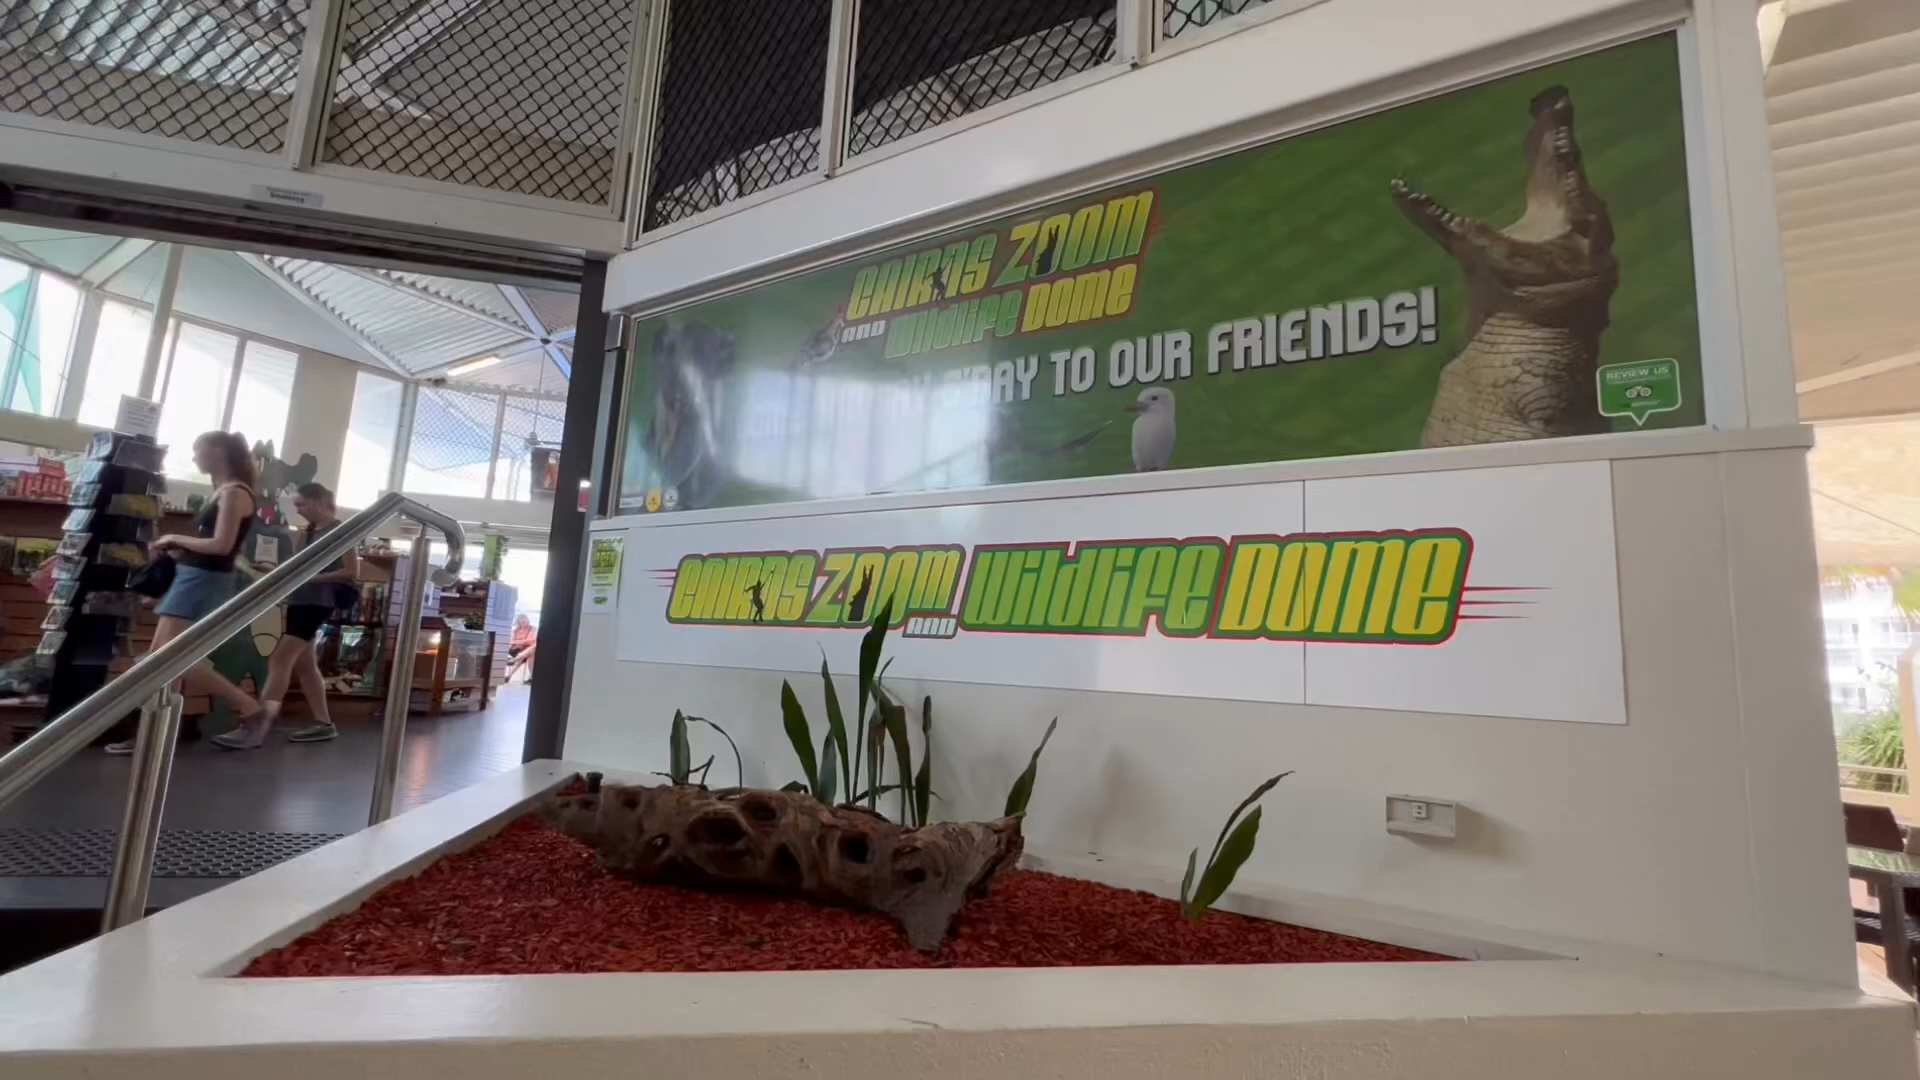 CAIRNS ZOOM
AND WILDLIFE DOME
G'DAY TO OUR FRIENDS!
REVIEW US
CAIRNS ZOOM AND WILDLIFE DOME